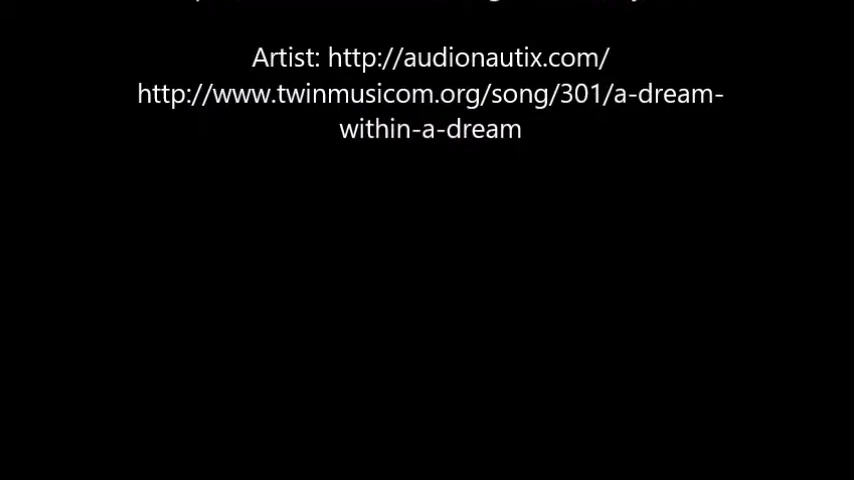 Artist: http://audionautix.com/
http://www.twinmusicom.org/song/301/a-dream-
within-a-dream